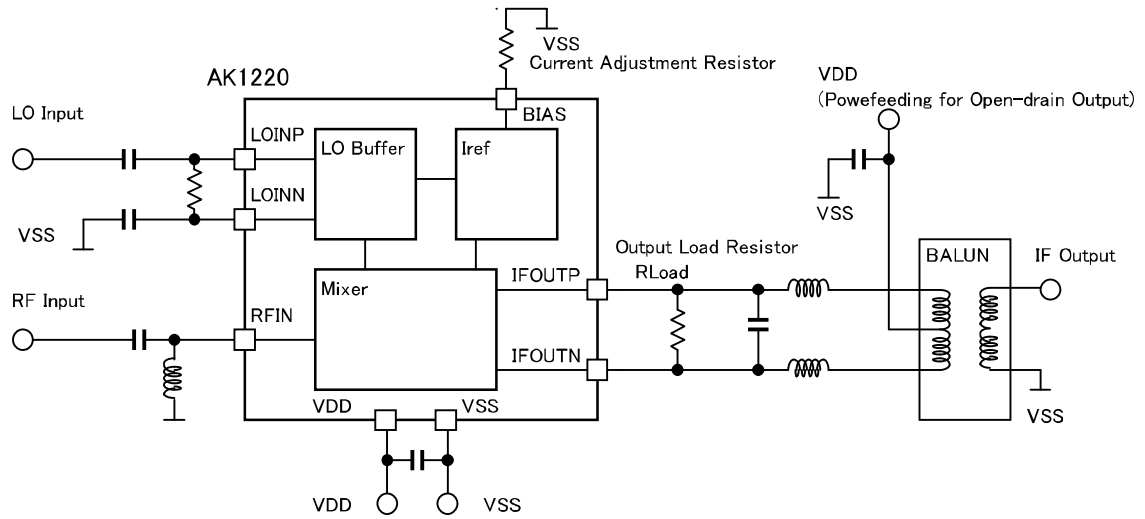 VSS
Current Adjustment Resistor
AK1220
VDD
(Powefeeding for Open-drain Output)
LO Input
BIAS
LOINP
LO Buffer
Iref
LOINN
VSS
VSS
Output Load Resistor
RLoad
BALUN
IF Output
IFOUTP
Mixer
RF Input
RFIN
IFOUTN
VDD
VSS
VSS
VDD
VSS